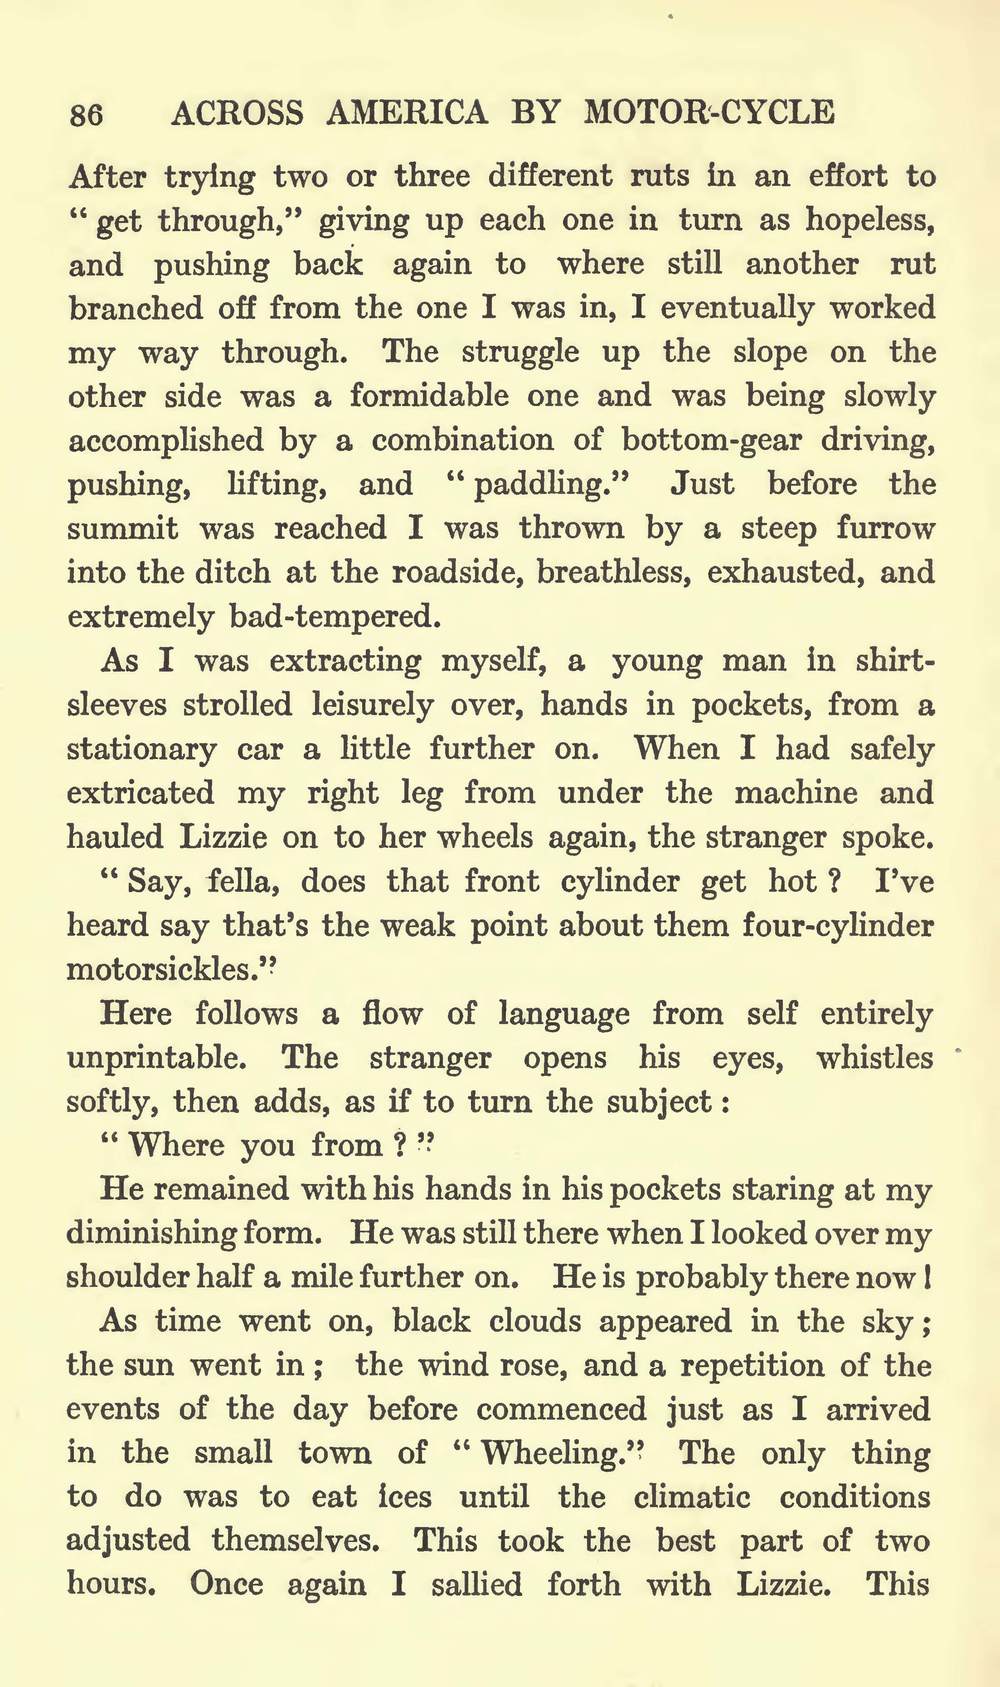 86 ACROSS AMERICA BY MOTOR-CYCLE
After trying two or three different ruts in an effort to
“ get through,” giving up each one in turn as hopeless,
and pushing back again to where still another rut
branched off from the one I was in, I eventually worked
my way through. The struggle up the slope on the
other side was a formidable one and was being slowly
accomplished by a combination of bottom-gear driving,
pushing, lifting, and “ paddling.” Just before the
summit was reached I was thrown by a steep furrow
into the ditch at the roadside, breathless, exhausted, and
extremely bad-tempered.
As I was extracting myself, a young man in shirt-
sleeves strolled leisurely over, hands in pockets, from a
stationary car a little further on. When I had safely
extricated my right leg from under the machine and
hauled Lizzie on to her wheels again, the stranger spoke.
“ Say, fella, does that front cylinder get hot ? I’ve
heard say that’s the weak point about them four-cylinder
motorsickles.”
Here follows a flow of language from self entirely
unprintable. The stranger opens his eyes, whistles
softly, then adds, as if to turn the subject :
“ Where you from ? ”
He remained with his hands in his pockets staring at my
diminishing form. He was still there when I looked over my
shoulder half a mile further on. He is probably there now !
As time went on, black clouds appeared in the sky ;
the sun went in ; the wind rose, and a repetition of the
events of the day before commenced just as I arrived
in the small town of “ Wheeling.” The only thing
to do was to eat ices until the climatic conditions
adjusted themselves. This took the best part of two
hours. Once again I sallied forth with Lizzie. This